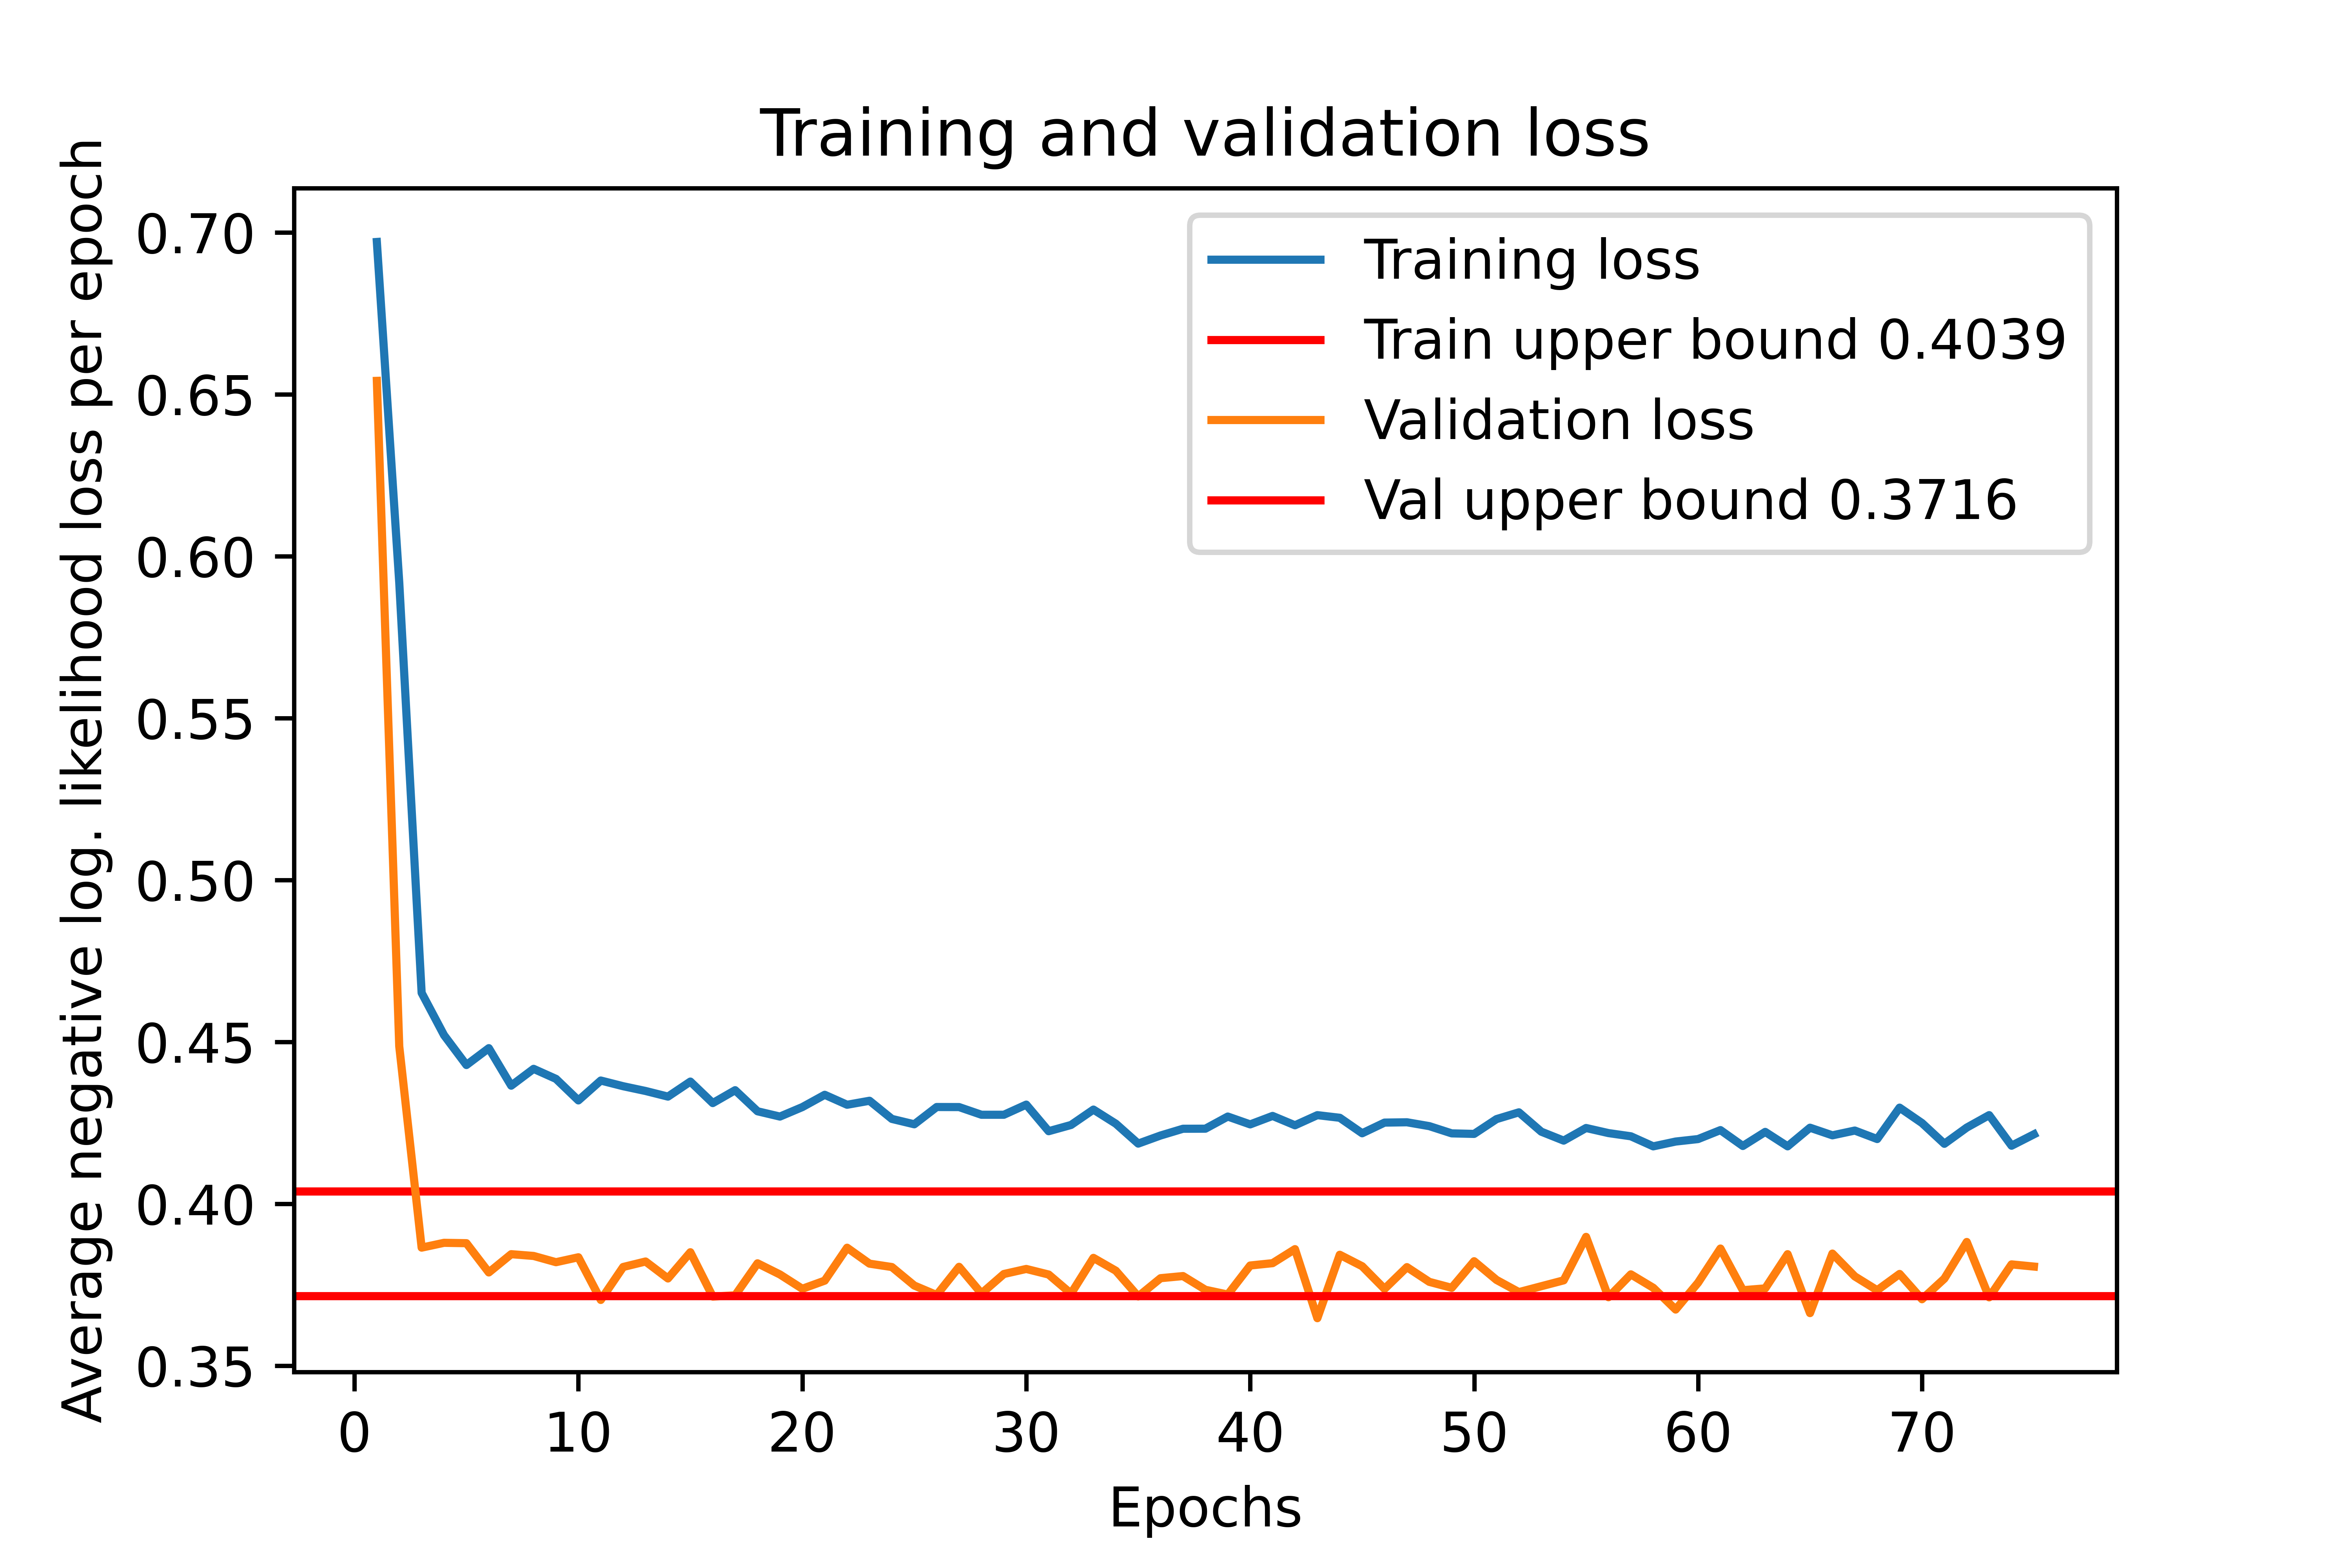 Training and validation loss
Average negative log. likelihood loss per epoch
0.70
0.65
0.60
0.55
0.50
0.45
0.40
0.35
Training loss
Train upper bound 0.4039
Validation loss
Val upper bound 0.3716
0 10 20 30 40 50 60 70
Epochs